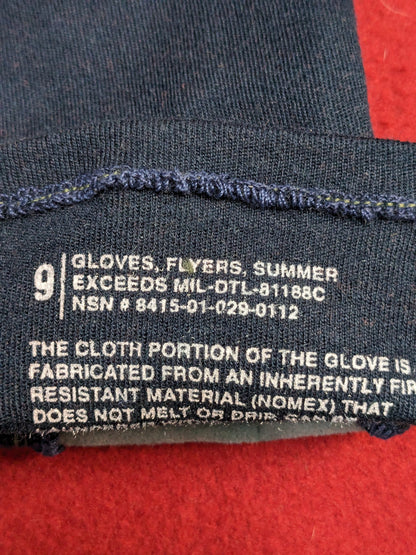 9
GLOVES, FLYERS, SUMMER
EXCEEDS MIL-DTL-81188C
NSN # 8415-01-029-0112
THE CLOTH PORTION OF THE GLOVE IS
FABRICATED FROM AN INHERENTLY FIR
RESISTANT MATERIAL (NOMEX) THAT
DOES NOT MELT OR DRIP